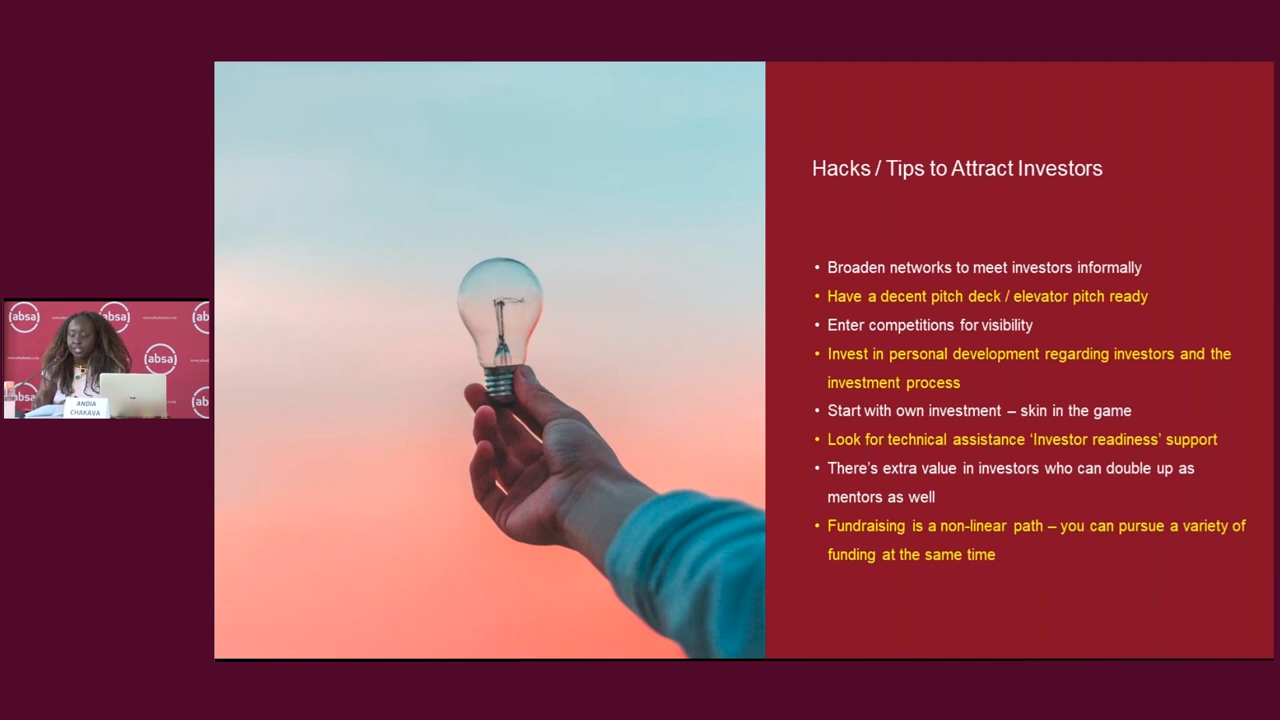 Hacks / Tips to Attract Investors
• Broaden networks to meet investors informally
• Have a decent pitch deck / elevator pitch ready
• Enter competitions for visibility
• Invest in personal development regarding investors and the
investment process
• Start with own investment – skin in the game
• Look for technical assistance ‘Investor readiness’ support
• There’s extra value in investors who can double up as
mentors as well
• Fundraising is a non-linear path – you can pursue a variety of
funding at the same time
(absa)
absa
(ab
(absa)
(ab
absa
(ab
ANDIA
CHAKAVA